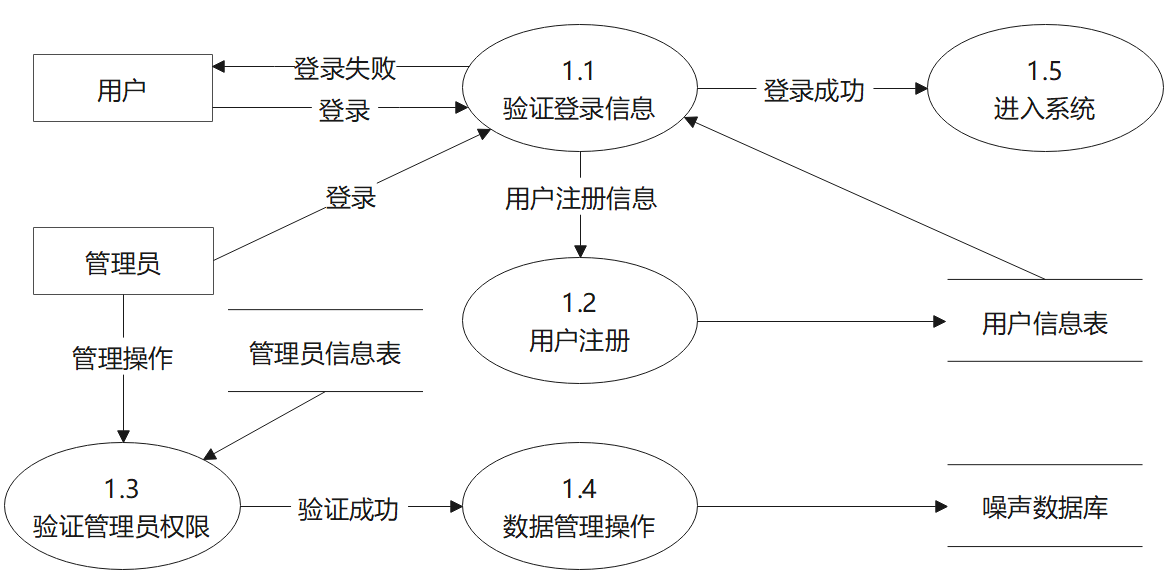 用户
登录失败
登录
1.1
验证登录信息
登录成功
1.5
进入系统
登录
用户注册信息
管理员
管理操作
管理员信息表
1.2
用户注册
用户信息表
1.3
验证管理员权限
验证成功
1.4
数据管理操作
噪声数据库